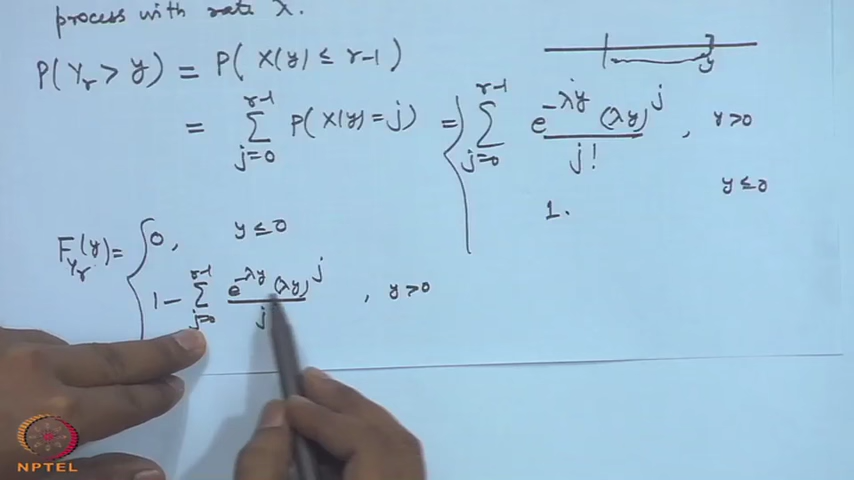 process with rate λ.
P(Y_r > y) = P( X(y) ≤ r-1 )
= Σ_{j=0}^{r-1} P( X(y) = j ) = { Σ_{j=0}^{r-1} e^{-λy} (λy)^j / j! , y>0
1. y ≤ 0
y
F_{Y_r}(y) = { 0, y ≤ 0
1 - Σ_{j=0}^{r-1} e^{-λy} (λy)^j / j , y > 0
NPTEL